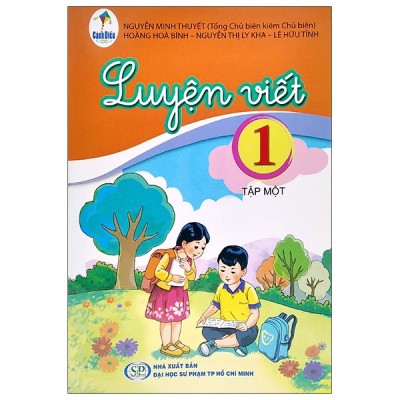 Cánh Diều
NGUYỄN MINH THUYẾT (Tổng Chủ biên kiêm Chủ biên)
HOÀNG HOÀ BÌNH – NGUYỄN THỊ LY KHA – LÊ HỮU TỈNH
Luyện viết
1
TẬP MỘT
SP
NHÀ XUẤT BẢN
ĐẠI HỌC SƯ PHẠM TP HỒ CHÍ MINH